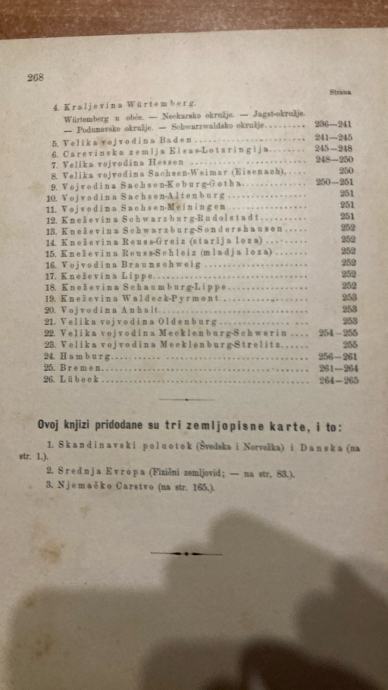 268
Strana
4. Kraljevina Würtemberg.
Würtemberg u obće. — Neckarsko okružje. — Jagst-okružje.
— Podunavsko okružje. — Schwarzwaldsko okružje......... 236—241
5. Velika vojvodina Baden ......... 241—245
6. Carevinska zemlja Elsas-Lotaringija ......... 245—248
7. Velika vojvodina Hessen ......... 248—250
8. Velika vojvodina Sachsen-Weimar (Eisenach). ......... 250
9. Vojvodina Sachsen-Koburg-Gotha ......... 250—251
10. Vojvodina Sachsen-Altenburg ......... 251
11. Vojvodina Sachsen-Meiningen ......... 251
12. Kneževina Schwarzburg-Rudolstadt ......... 251
13. Kneževina Schwarzburg-Sondershausen ......... 252
14. Kneževina Reuss-Greiz (starija loza) ......... 252
15. Kneževina Reuss-Schleiz (mladja loza) ......... 252
16. Vojvodina Braunschweig ......... 252
17. Kneževina Lippe ......... 252
18. Kneževina Schaumburg-Lippe ......... 252
19. Kneževina Waldeck-Pyrmont ......... 253
20. Vojvodina Anhalt ......... 253
21. Velika vojvodina Oldenburg ......... 253
22. Velika vojvodina Mecklenburg-Schwerin .... 254—255
23. Velika vojvodina Mecklenburg-Strelitz ......... 255
24. Hamburg ......... 256—261
25. Bremen ......... 261—264
26. Lübeck ......... 264—265
Ovoj knjizi pridodane su tri zemljopisne karte, i to:
1. Skandinavski poluotok (Švedska i Norveška) i Danska (na
str. 1.).
2. Srednja Evropa (Fizični zemljovid; — na str. 83.).
3. Njemačko Carstvo (na str. 165.).